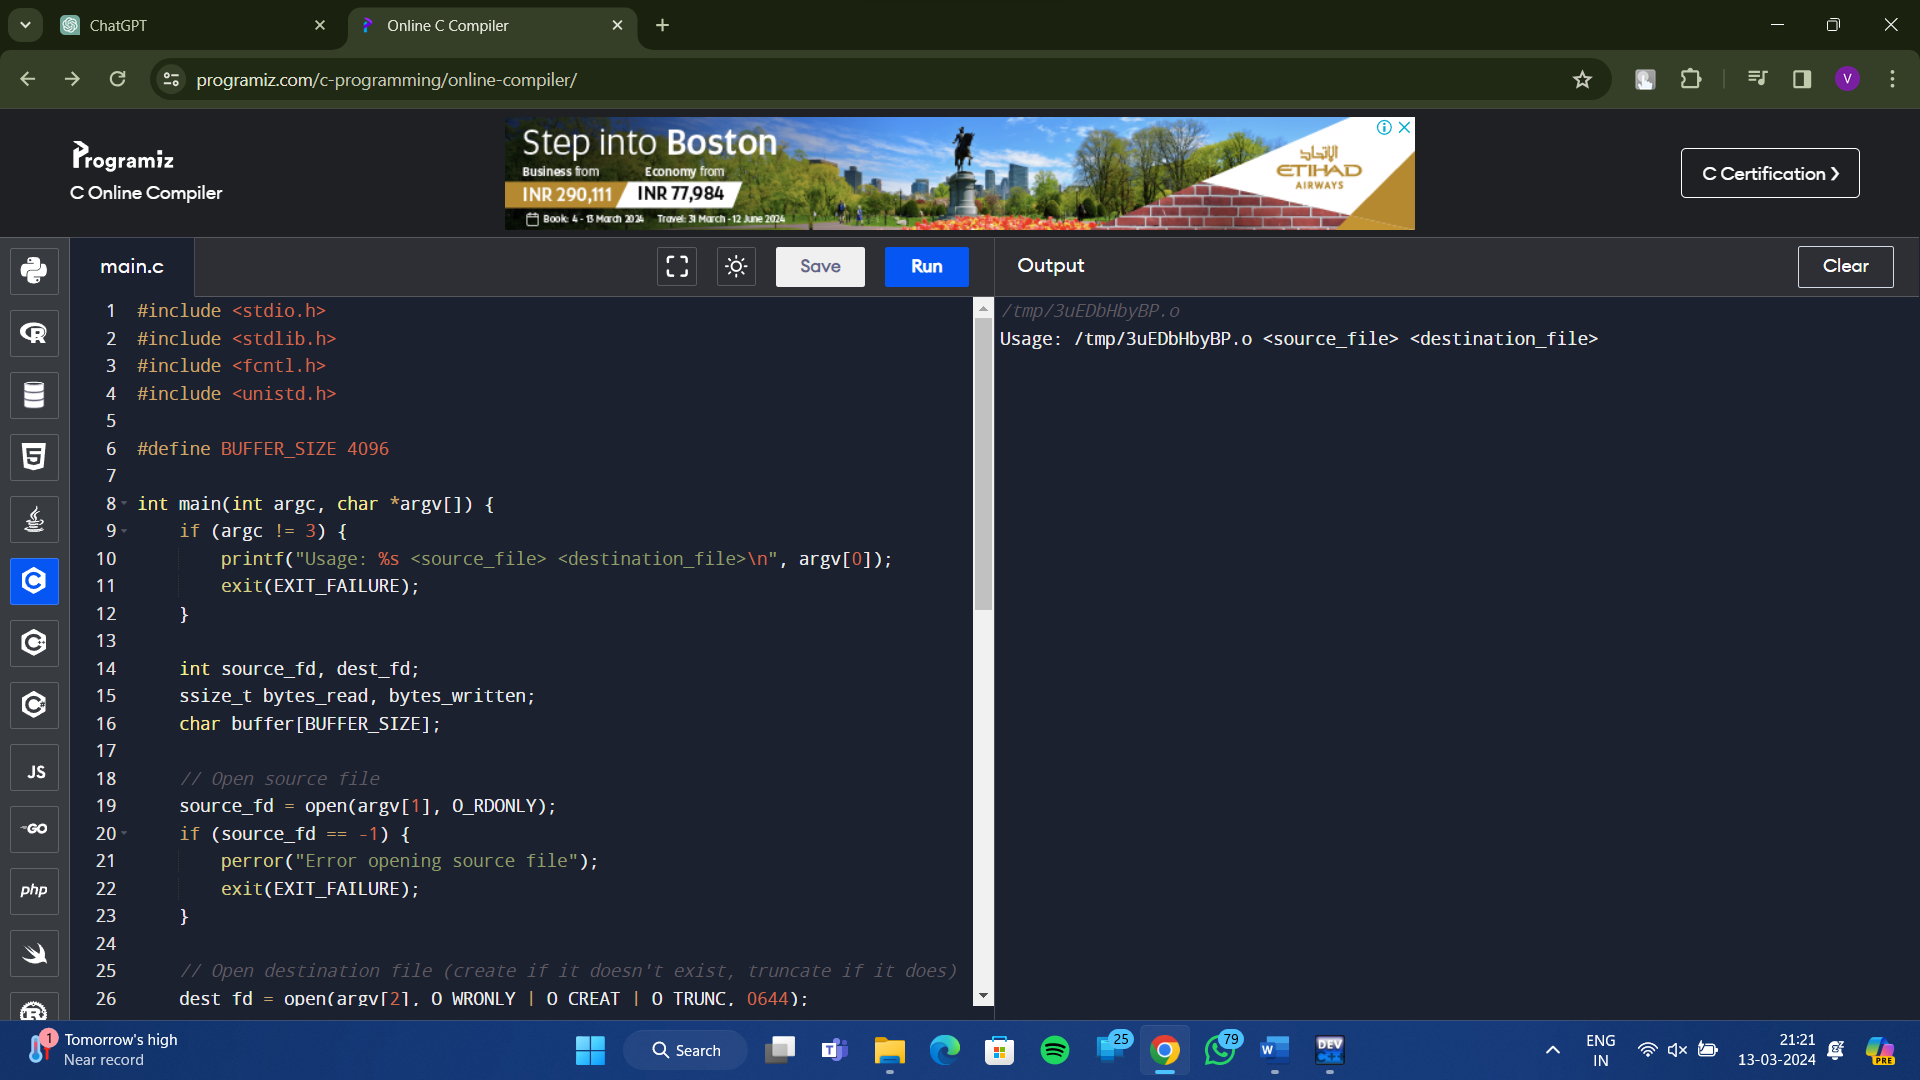 ChatGPT
Online C Compiler
programiz.com/c-programming/online-compiler/
V
Programiz
C Online Compiler
Step into Boston
Business from Economy from
INR 290,111 INR 77,984
Book: 4 - 13 March 2024 Travel: 31 March - 12 June 2024
الإتحاد
ETIHAD
AIRWAYS
C Certification ›
main.c
Save
Run
Output
Clear
1 #include <stdio.h>
2 #include <stdlib.h>
3 #include <fcntl.h>
4 #include <unistd.h>
5
6 #define BUFFER_SIZE 4096
7
8 int main(int argc, char *argv[]) {
9 if (argc != 3) {
10 printf("Usage: %s <source_file> <destination_file>\n", argv[0]);
11 exit(EXIT_FAILURE);
12 }
13
14 int source_fd, dest_fd;
15 ssize_t bytes_read, bytes_written;
16 char buffer[BUFFER_SIZE];
17
18 // Open source file
19 source_fd = open(argv[1], O_RDONLY);
20 if (source_fd == -1) {
21 perror("Error opening source file");
22 exit(EXIT_FAILURE);
23 }
24
25 // Open destination file (create if it doesn't exist, truncate if it does)
26 dest_fd = open(argv[2], O_WRONLY | O_CREAT | O_TRUNC, 0644);
/tmp/3uEDbHbyBP.o
Usage: /tmp/3uEDbHbyBP.o <source_file> <destination_file>
R
5
C
C++
C#
JS
GO
php
R
1
Tomorrow's high
Near record
Search
T
25
79
W
DEV
C++
ENG
IN
21:21
13-03-2024
PRE